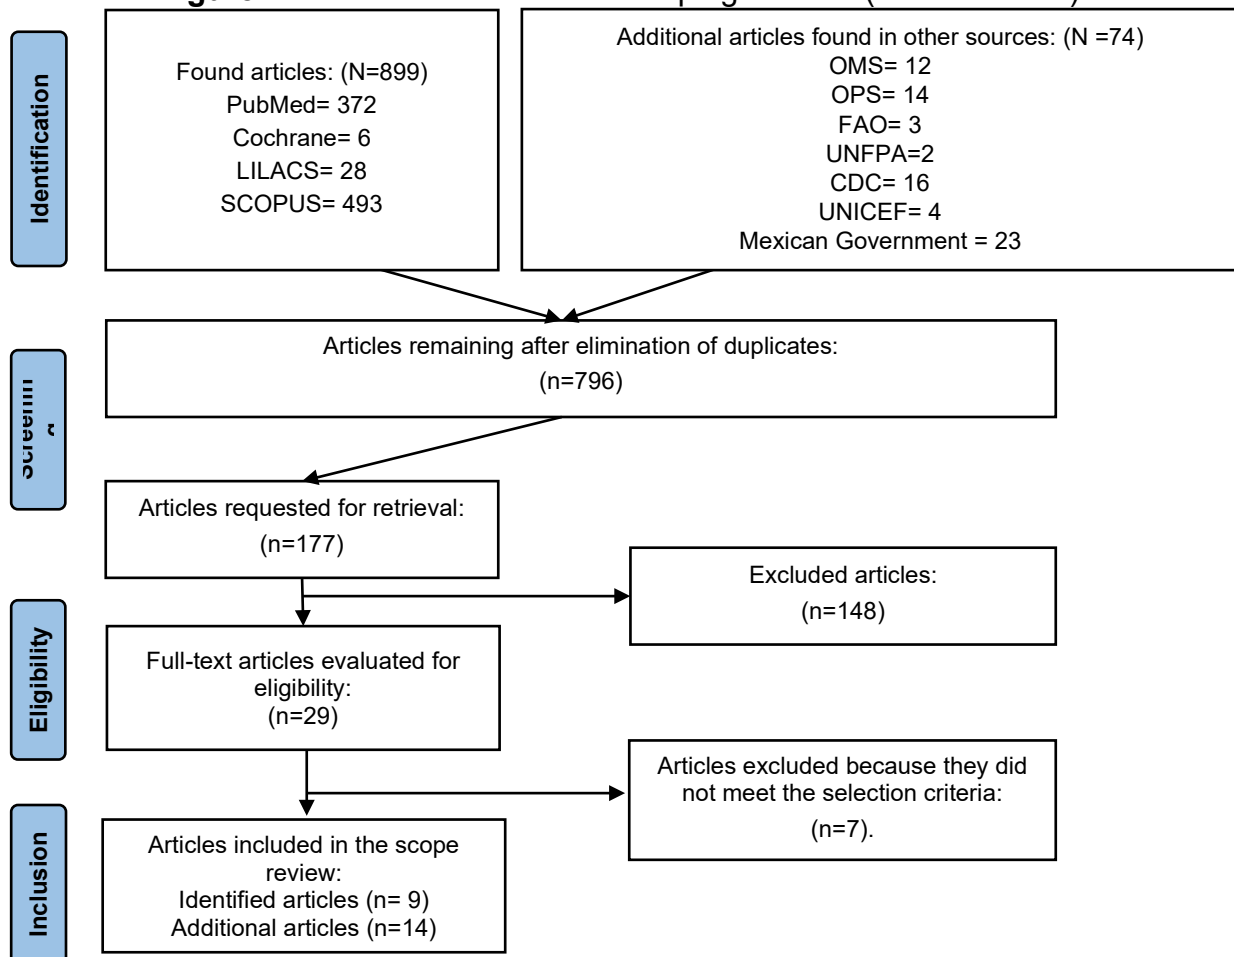 Identification
Found articles: (N=899)
PubMed= 372
Cochrane= 6
LILACS= 28
SCOPUS= 493
Additional articles found in other sources: (N =74)
OMS= 12
OPS= 14
FAO= 3
UNFPA=2
CDC= 16
UNICEF= 4
Mexican Government = 23
Articles remaining after elimination of duplicates:
(n=796)
Articles requested for retrieval:
(n=177)
Excluded articles:
(n=148)
Eligibility
Full-text articles evaluated for
eligibility:
(n=29)
Articles excluded because they did
not meet the selection criteria:
(n=7).
Inclusion
Articles included in the scope
review:
Identified articles (n= 9)
Additional articles (n=14)